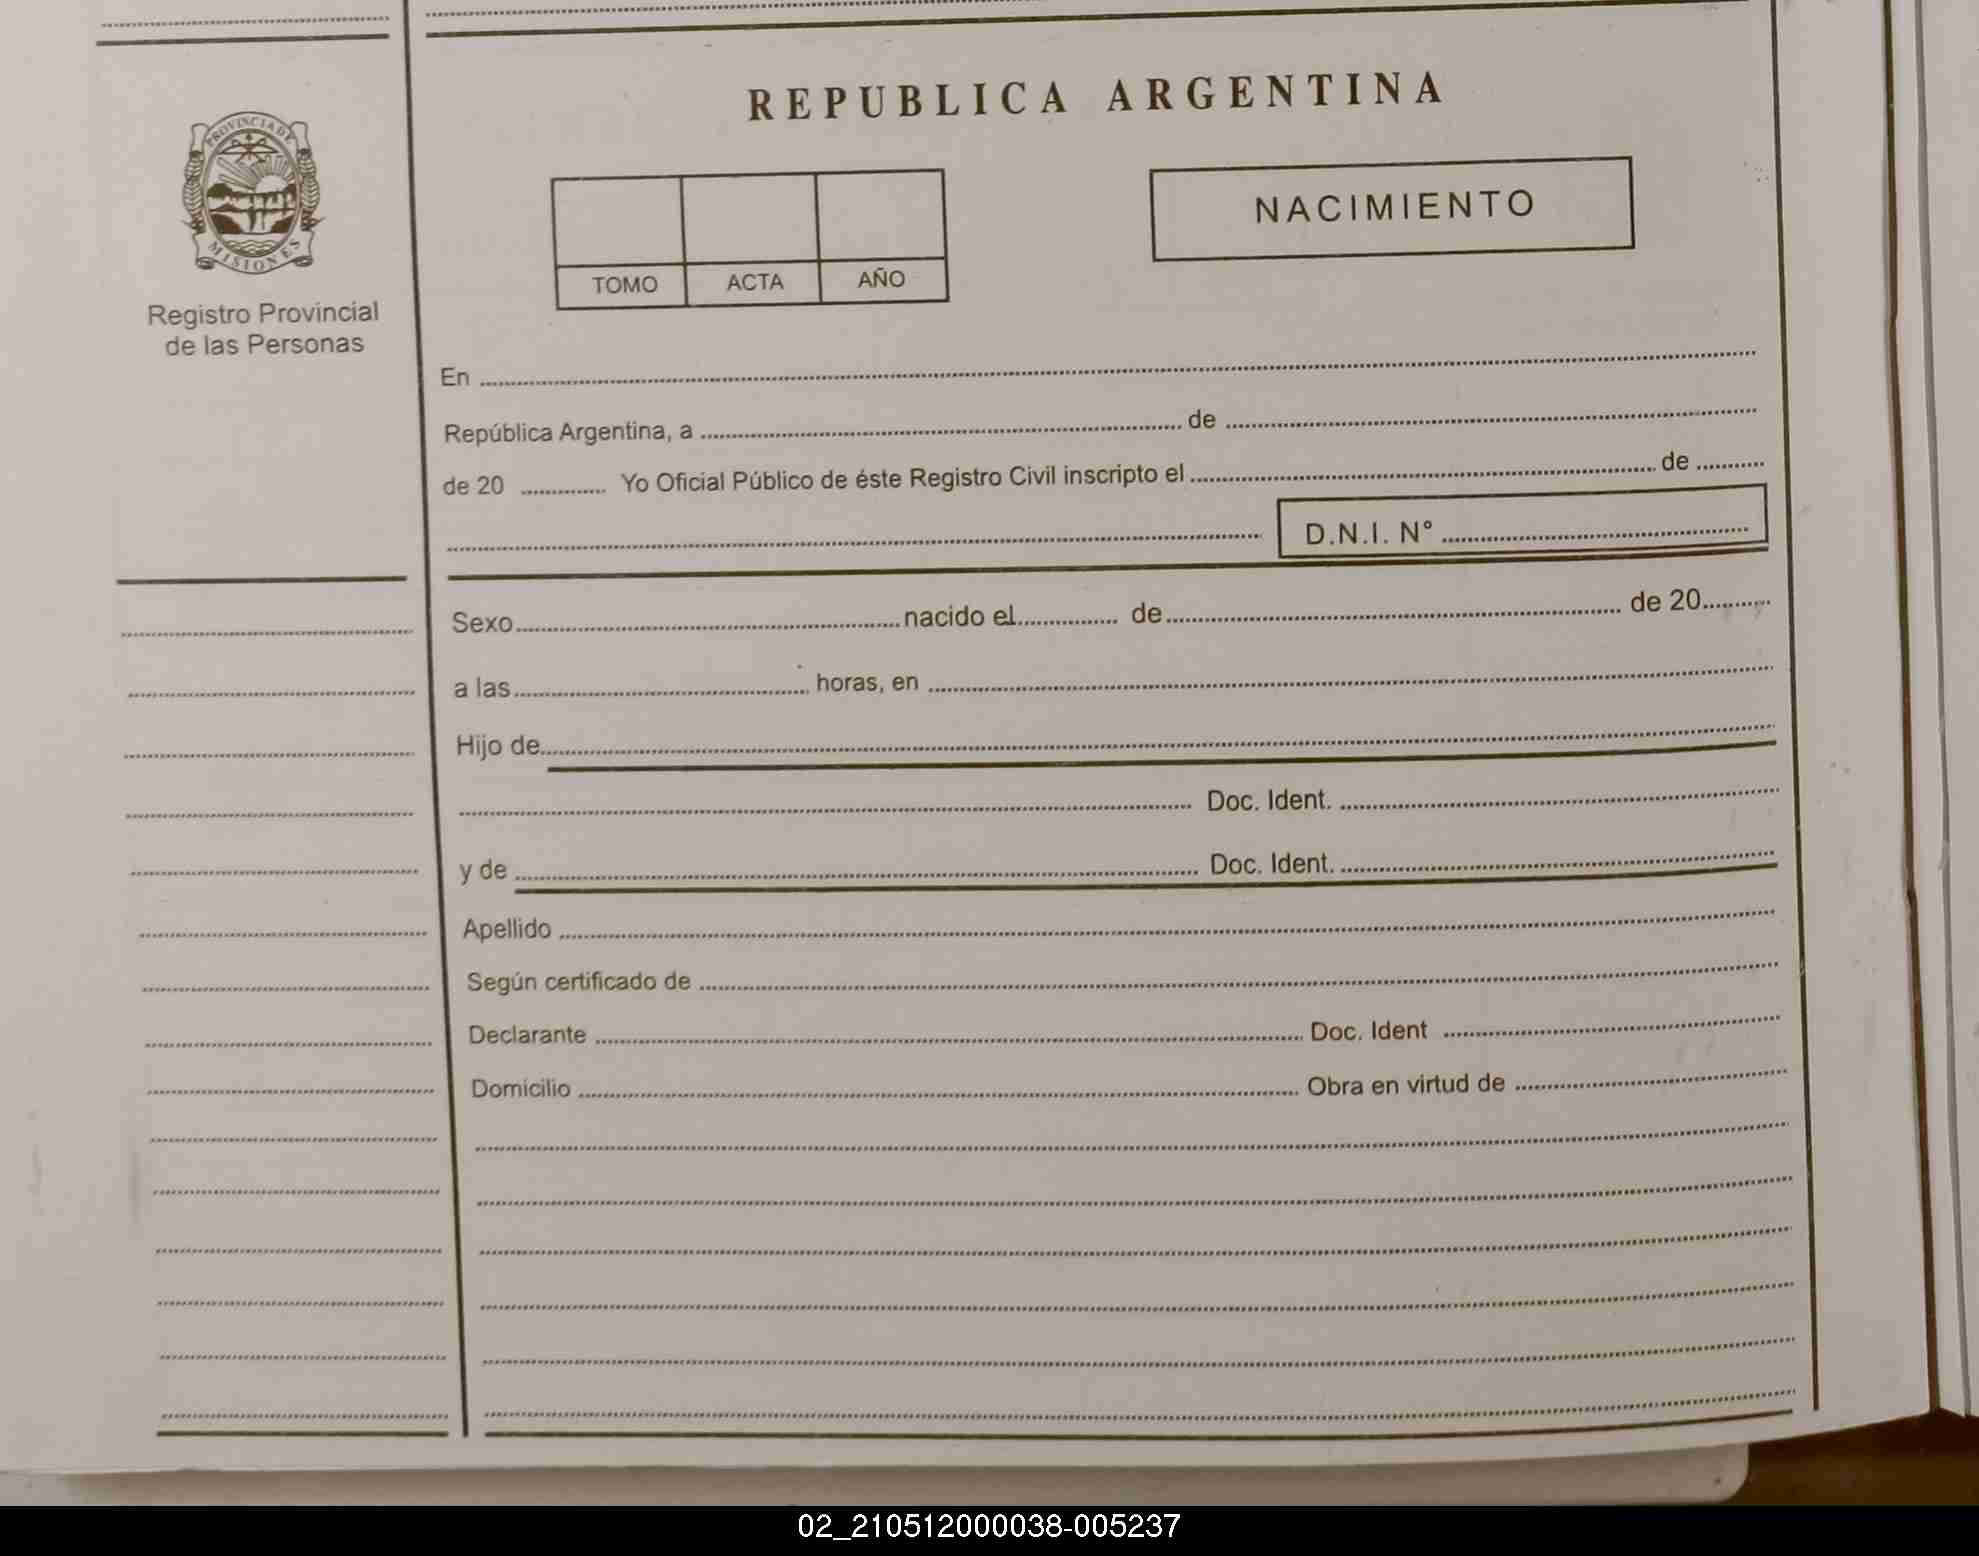 REPUBLICA ARGENTINA
PROVINCIA DE
MISIONES
Registro Provincial
de las Personas
TOMO ACTA AÑO
NACIMIENTO
En
República Argentina, a de
de 20 Yo Oficial Público de éste Registro Civil inscripto el de
D.N.I. N°
Sexo nacido el de de 20
a las horas, en
Hijo de
Doc. Ident.
y de Doc. Ident.
Apellido
Según certificado de
Declarante Doc. Ident
Domicilio Obra en virtud de
02_210512000038-005237